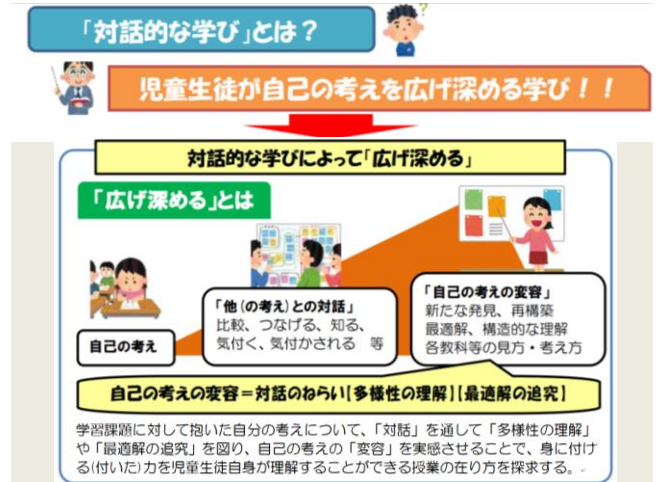 「対話的な学び」とは？
児童生徒が自己の考えを広げ深める学び！！
対話的な学びによって「広げ深める」
「広げ深める」とは
自己の考え
「他(の考え)との対話」
比較、つなげる、知る、
気付く、気付かされる 等
「自己の考えの変容」
新たな発見、再構築
最適解、構造的な理解
各教科等の見方・考え方
自己の考えの変容＝対話のねらい【多様性の理解】【最適解の追究】
学習課題に対して抱いた自分の考えについて、「対話」を通して「多様性の理解」
や「最適解の追究」を図り、自己の考えの「変容」を実感させることで、身に付け
る(付いた)力を児童生徒自身が理解することができる授業の在り方を探求する。